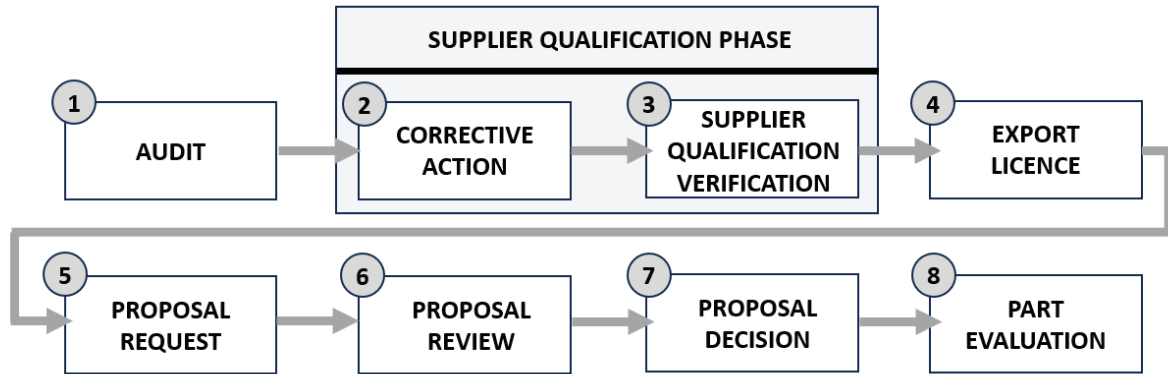 SUPPLIER QUALIFICATION PHASE
1
AUDIT
2
CORRECTIVE
ACTION
3
SUPPLIER
QUALIFICATION
VERIFICATION
4
EXPORT
LICENCE
5
PROPOSAL
REQUEST
6
PROPOSAL
REVIEW
7
PROPOSAL
DECISION
8
PART
EVALUATION